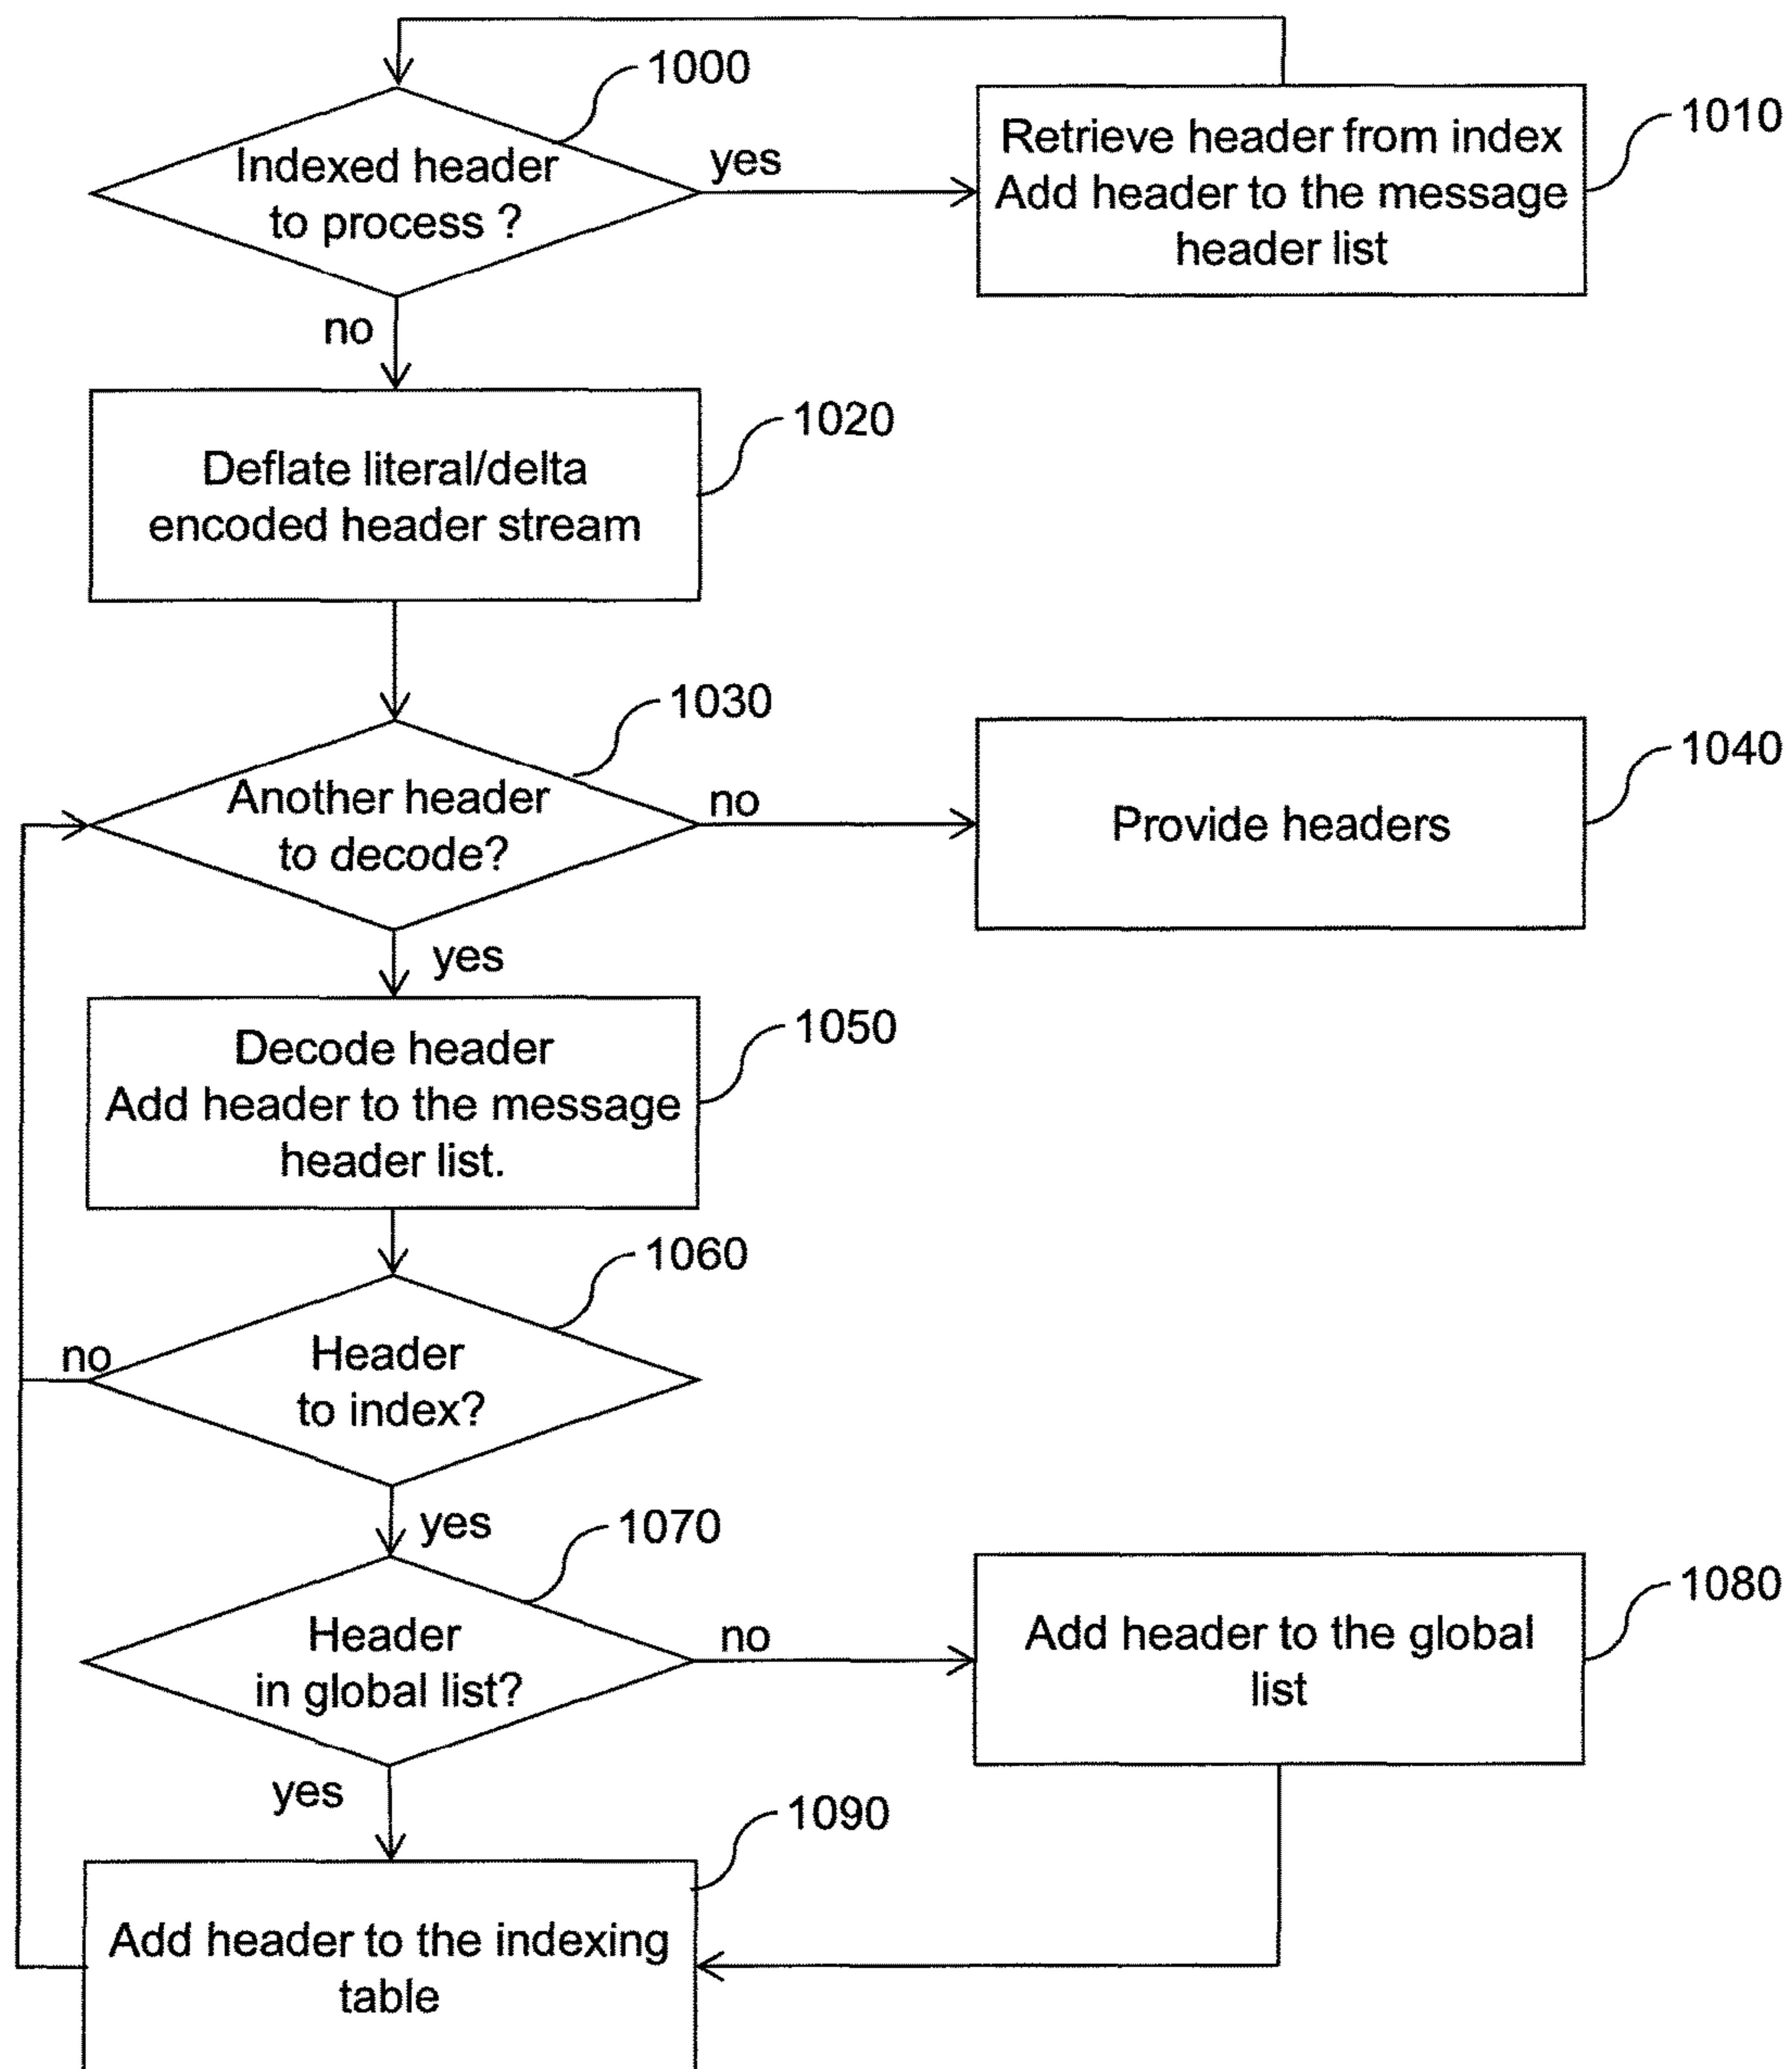 1000
Indexed header
to process ?
yes
Retrieve header from index
Add header to the message
header list
1010
no
Deflate literal/delta
encoded header stream
1020
1030
Another header
to decode?
no
Provide headers
1040
yes
Decode header
Add header to the message
header list.
1050
1060
no
Header
to index?
yes
1070
Header
in global list?
no
Add header to the global
list
1080
yes
1090
Add header to the indexing
table